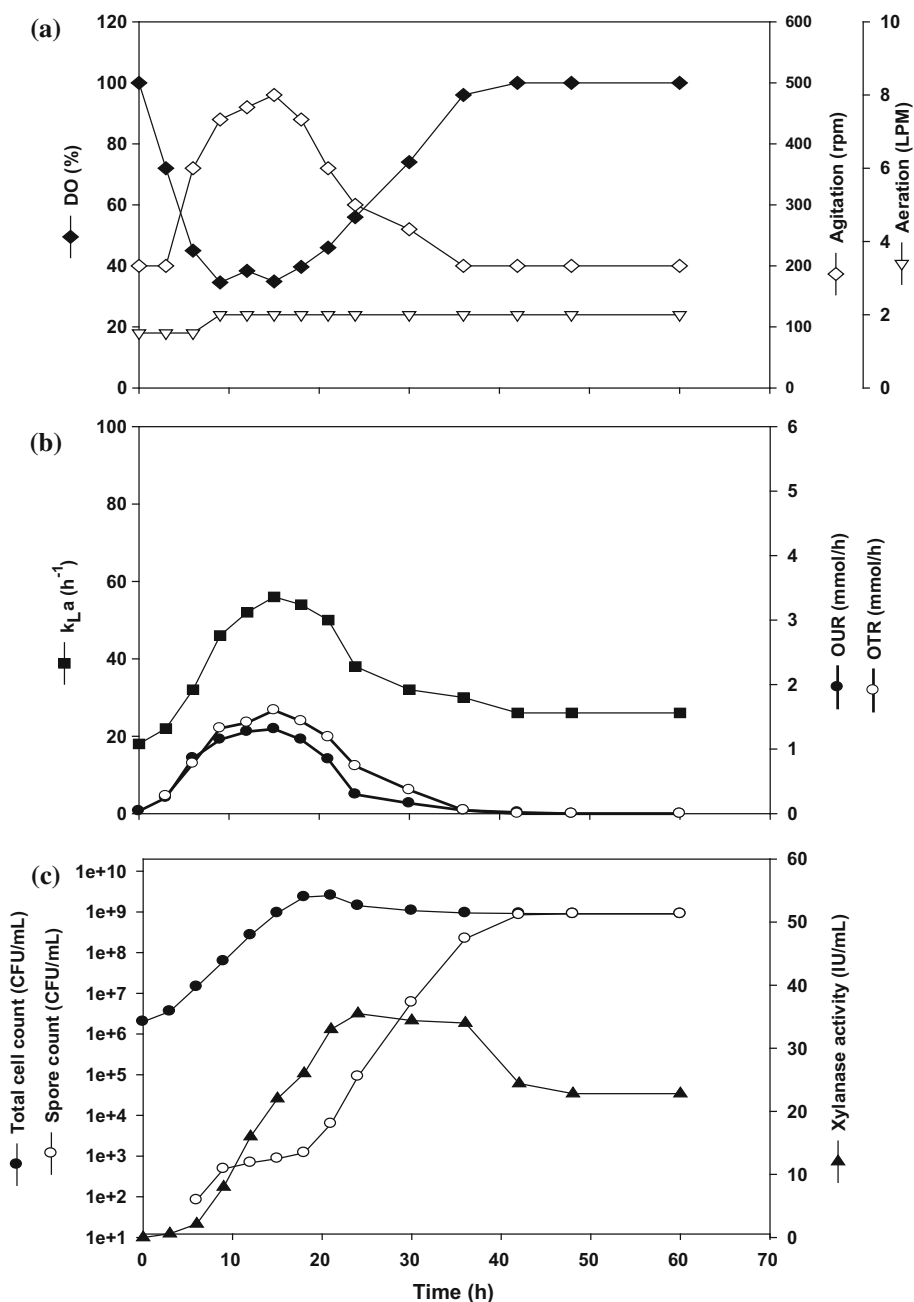 (a)
120
100
80
60
40
20
0
DO (%)
600
500
400
300
200
100
0
Agitation (rpm)
10
8
6
4
2
0
Aeration (LPM)
(b)
100
80
60
40
20
0
kLa (h-1)
6
5
4
3
2
1
0
OUR (mmol/h)
OTR (mmol/h)
(c)
1e+10
1e+9
1e+8
1e+7
1e+6
1e+5
1e+4
1e+3
1e+2
1e+1
Total cell count (CFU/mL)
Spore count (CFU/mL)
60
50
40
30
20
10
0
Xylanase activity (IU/mL)
0 10 20 30 40 50 60 70
Time (h)